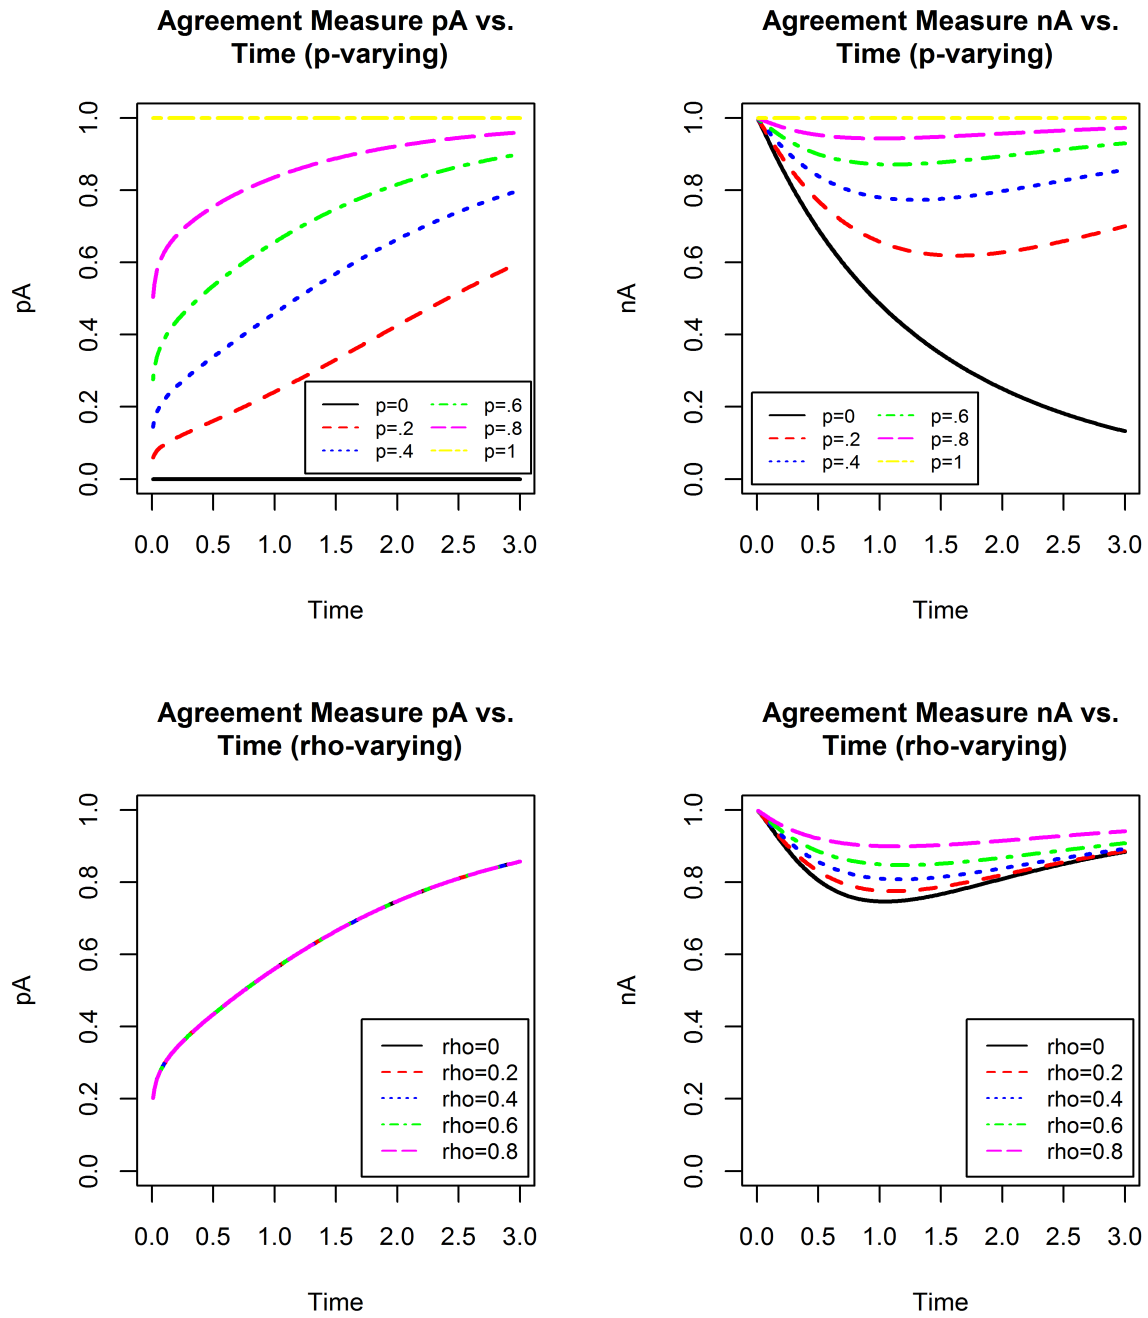 Agreement Measure pA vs.
Time (p-varying)
pA
1.0
0.8
0.6
0.4
0.2
0.0
p=0 p=.6
p=.2 p=.8
p=.4 p=1
0.0 0.5 1.0 1.5 2.0 2.5 3.0
Time
Agreement Measure nA vs.
Time (p-varying)
nA
1.0
0.8
0.6
0.4
0.2
0.0
p=0 p=.6
p=.2 p=.8
p=.4 p=1
0.0 0.5 1.0 1.5 2.0 2.5 3.0
Time
Agreement Measure pA vs.
Time (rho-varying)
pA
1.0
0.8
0.6
0.4
0.2
0.0
rho=0
rho=0.2
rho=0.4
rho=0.6
rho=0.8
0.0 0.5 1.0 1.5 2.0 2.5 3.0
Time
Agreement Measure nA vs.
Time (rho-varying)
nA
1.0
0.8
0.6
0.4
0.2
0.0
rho=0
rho=0.2
rho=0.4
rho=0.6
rho=0.8
0.0 0.5 1.0 1.5 2.0 2.5 3.0
Time